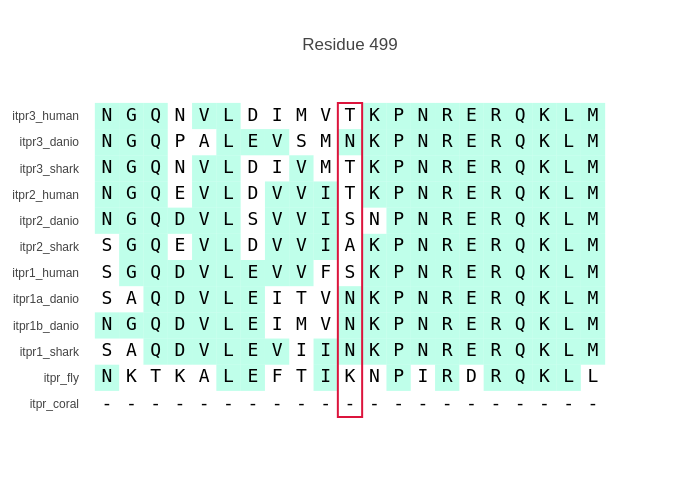 Residue 499
itpr3_human N G Q N V L D I M V T K P N R E R Q K L M
itpr3_danio N G Q P A L E V S M N K P N R E R Q K L M
itpr3_shark N G Q N V L D I V M T K P N R E R Q K L M
itpr2_human N G Q E V L D V V I T K P N R E R Q K L M
itpr2_danio N G Q D V L S V V I S N P N R E R Q K L M
itpr2_shark S G Q E V L D V V I A K P N R E R Q K L M
itpr1_human S G Q D V L E V V F S K P N R E R Q K L M
itpr1a_danio S A Q D V L E I T V N K P N R E R Q K L M
itpr1b_danio N G Q D V L E I M V N K P N R E R Q K L M
itpr1_shark S A Q D V L E V I I N K P N R E R Q K L M
itpr_fly N K T K A L E F T I K N P I R D R Q K L L
itpr_coral - - - - - - - - - - - - - - - - - - - - -